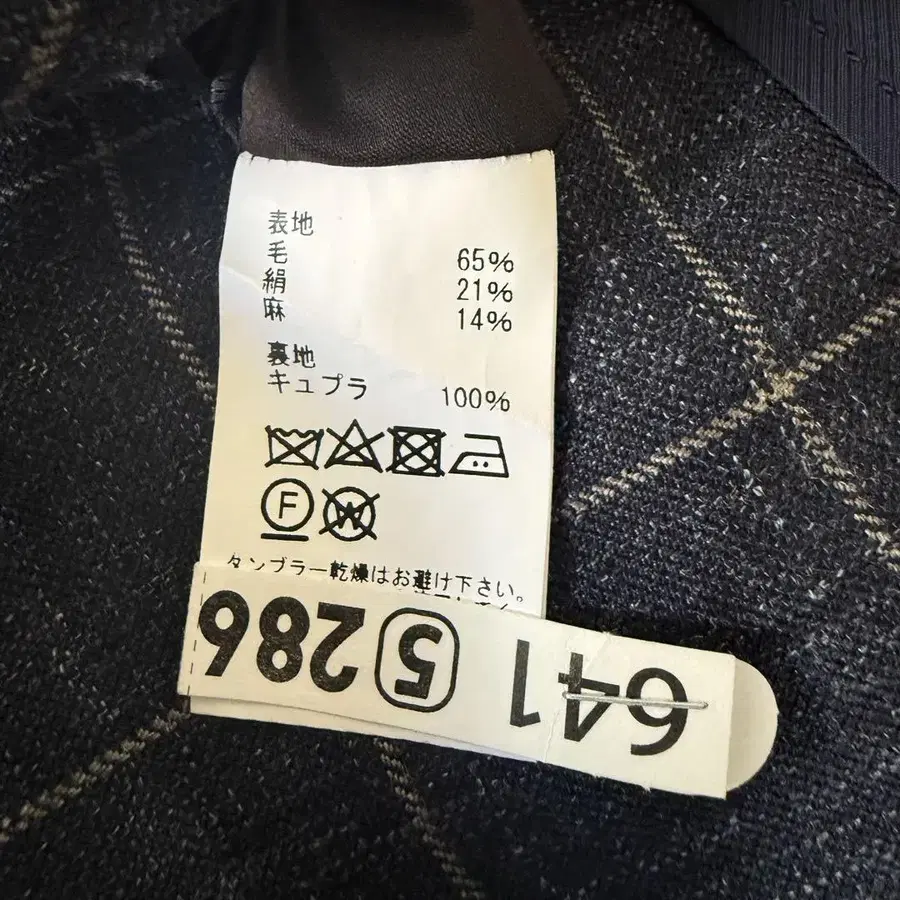 表地
毛 65%
絹 21%
麻 14%
裏地
キュプラ 100%
F
W
タンブラー乾燥はお避け下さい。
641 5 286